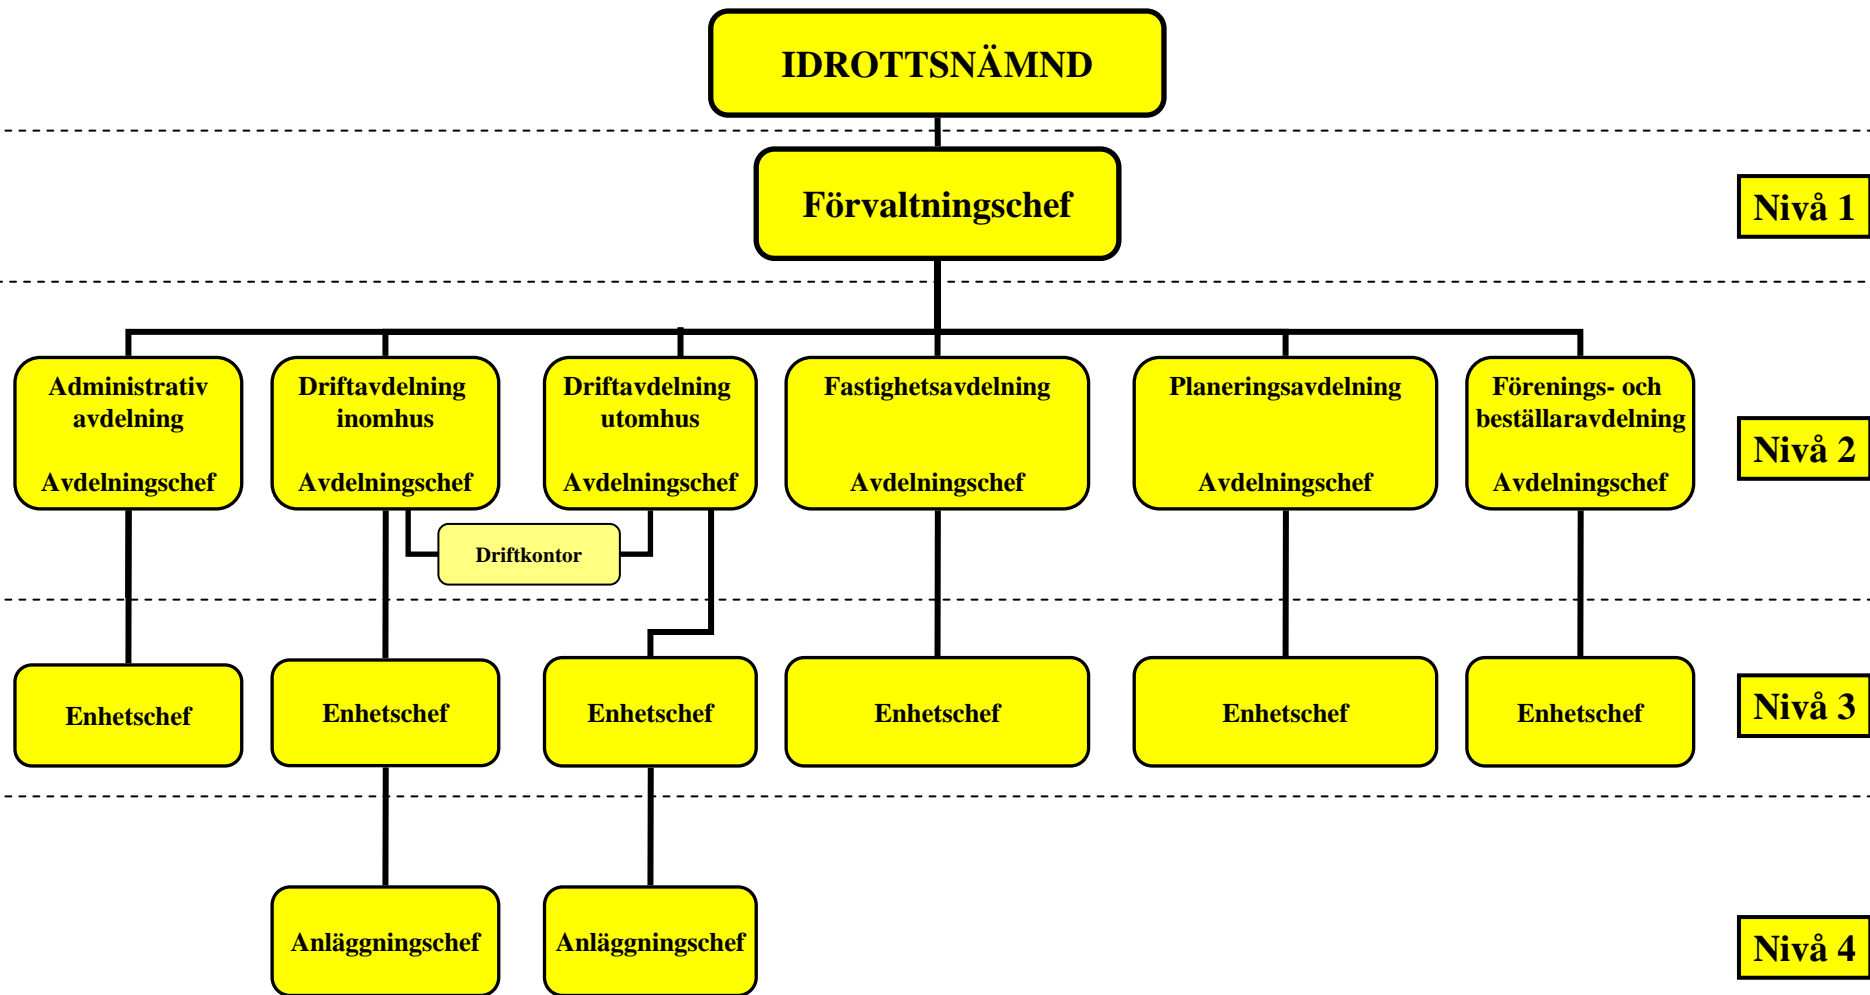 IDROTTSNÄMND
Förvaltningschef
Nivå 1
Administrativ
avdelning
Avdelningschef
Driftavdelning
inomhus
Avdelningschef
Driftavdelning
utomhus
Avdelningschef
Fastighetsavdelning
Avdelningschef
Planeringsavdelning
Avdelningschef
Förenings- och
beställaravdelning
Avdelningschef
Nivå 2
Driftkontor
Enhetschef
Enhetschef
Enhetschef
Enhetschef
Enhetschef
Enhetschef
Nivå 3
Anläggningschef
Anläggningschef
Nivå 4